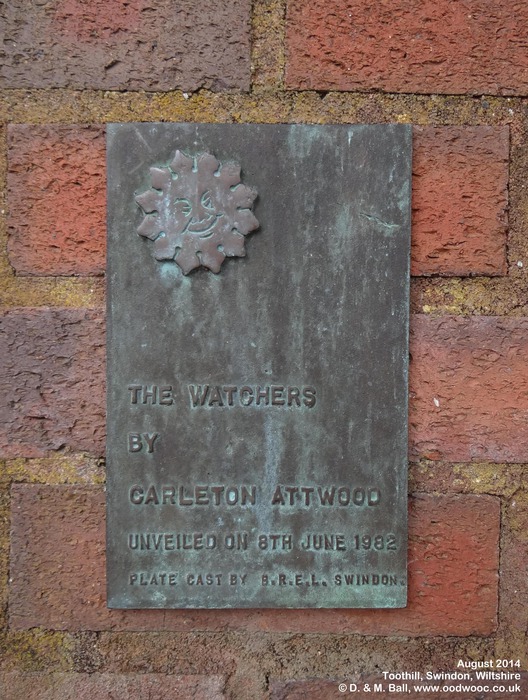 THE WATCHERS
BY
CARLETON ATTWOOD
UNVEILED ON 8TH JUNE 1982
PLATE CAST BY B.R.E.L. SWINDON.
August 2014
Toothill, Swindon, Wiltshire
© D. & M. Ball, www.oodwooc.co.uk